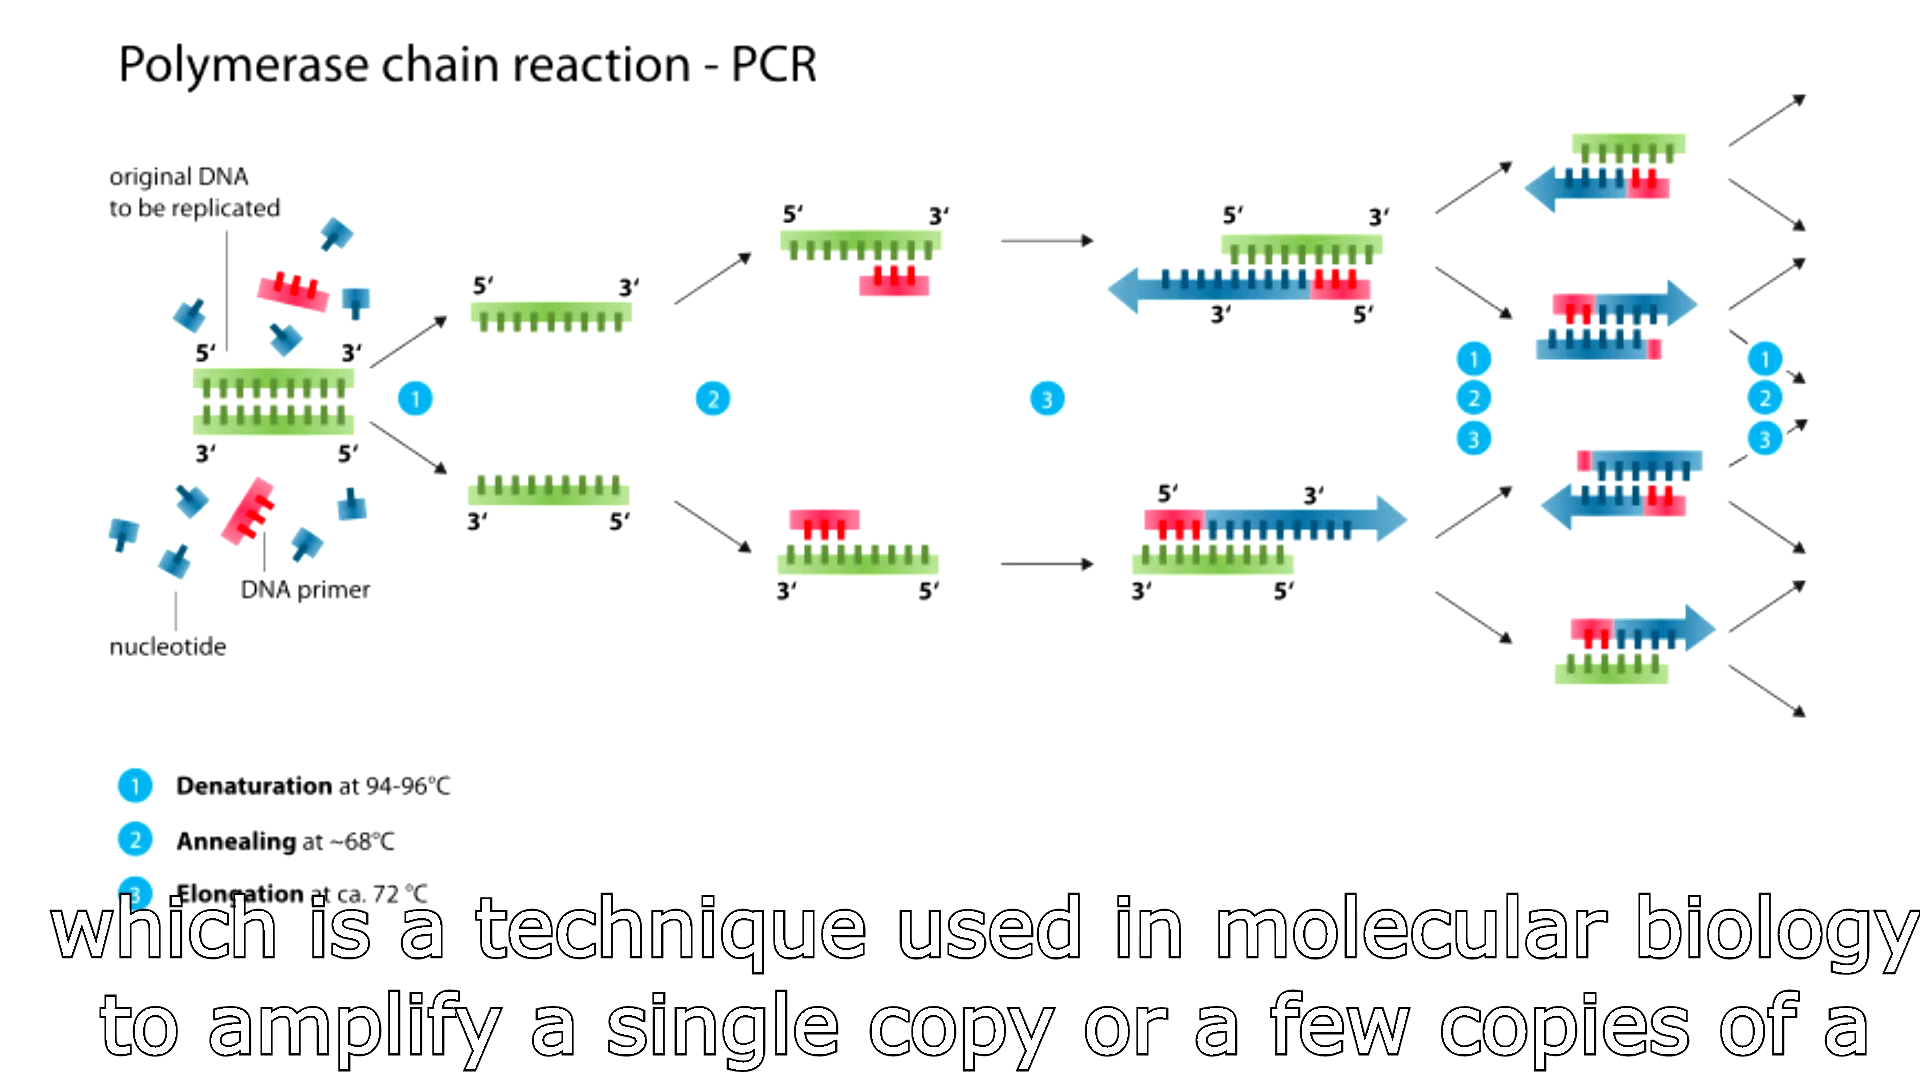 Polymerase chain reaction - PCR
original DNA
to be replicated
5‘ 3‘
3‘ 5‘
DNA primer
nucleotide
1
5‘ 3‘
3‘ 5‘
2
5‘ 3‘
3‘ 5‘
3
5‘ 3‘
3‘ 5‘
5‘ 3‘
3‘ 5‘
1
2
3
1
2
3
1 Denaturation at 94-96°C
2 Annealing at ~68°C
3 Elongation at ca. 72 °C
which is a technique used in molecular biology
to amplify a single copy or a few copies of a